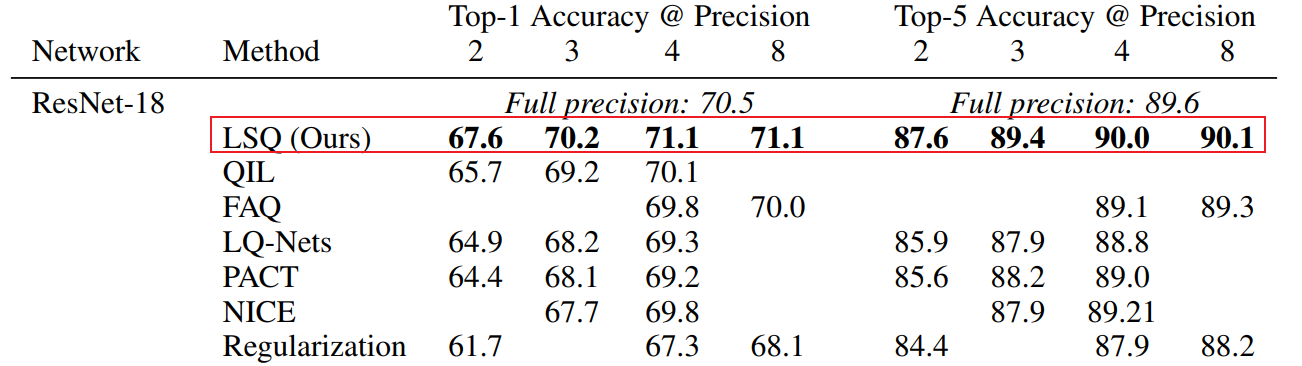 Top-1 Accuracy @ Precision Top-5 Accuracy @ Precision
Network Method 2 3 4 8 2 3 4 8
ResNet-18 Full precision: 70.5 Full precision: 89.6
LSQ (Ours) 67.6 70.2 71.1 71.1 87.6 89.4 90.0 90.1
QIL 65.7 69.2 70.1
FAQ 69.8 70.0 89.1 89.3
LQ-Nets 64.9 68.2 69.3 85.9 87.9 88.8
PACT 64.4 68.1 69.2 85.6 88.2 89.0
NICE 67.7 69.8 87.9 89.21
Regularization 61.7 67.3 68.1 84.4 87.9 88.2